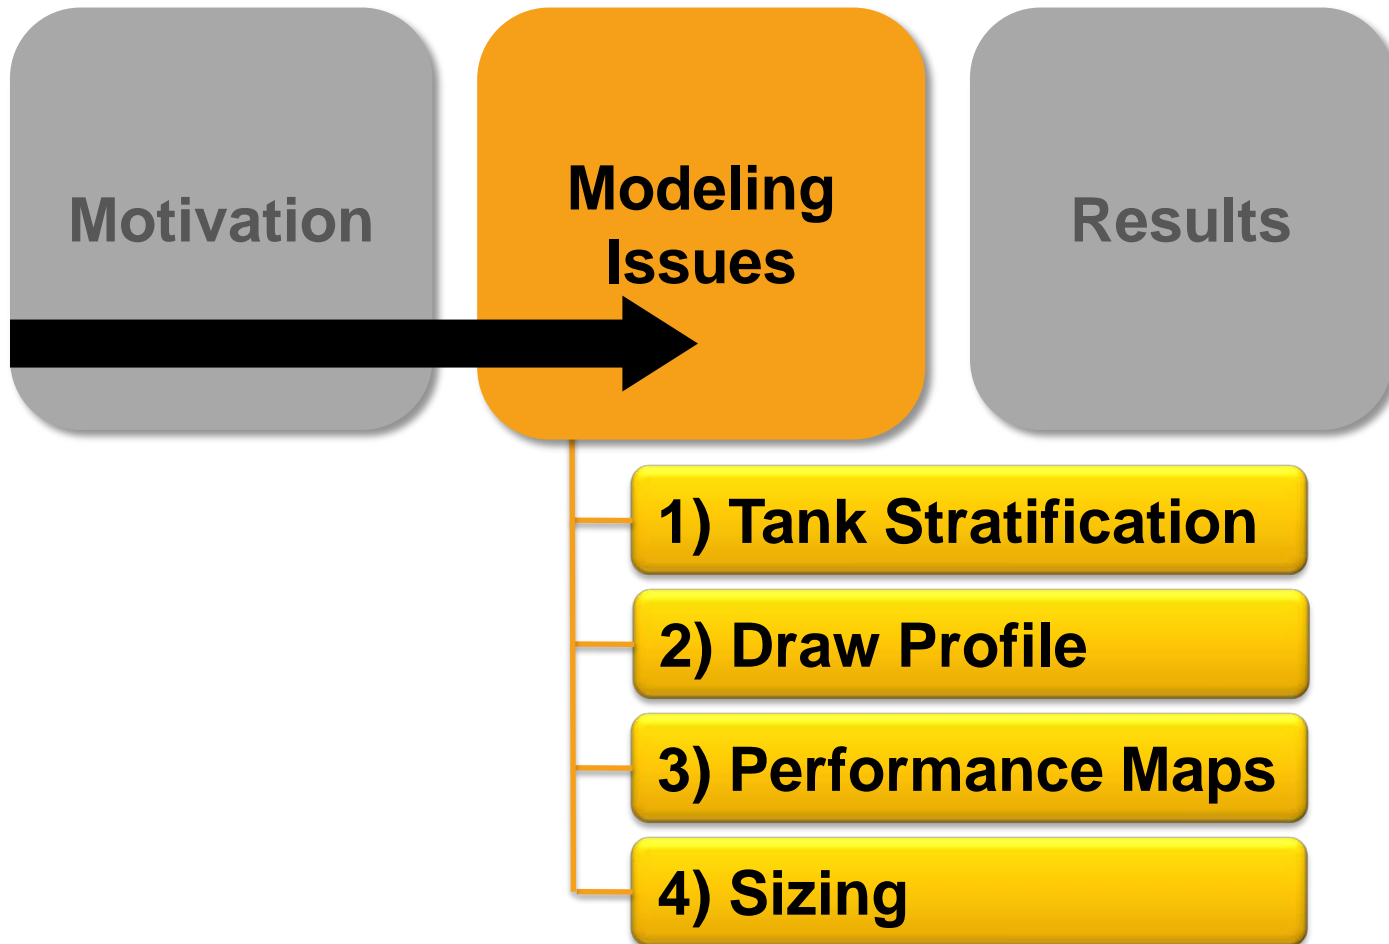 Motivation
Modeling
Issues
Results
1) Tank Stratification
2) Draw Profile
3) Performance Maps
4) Sizing